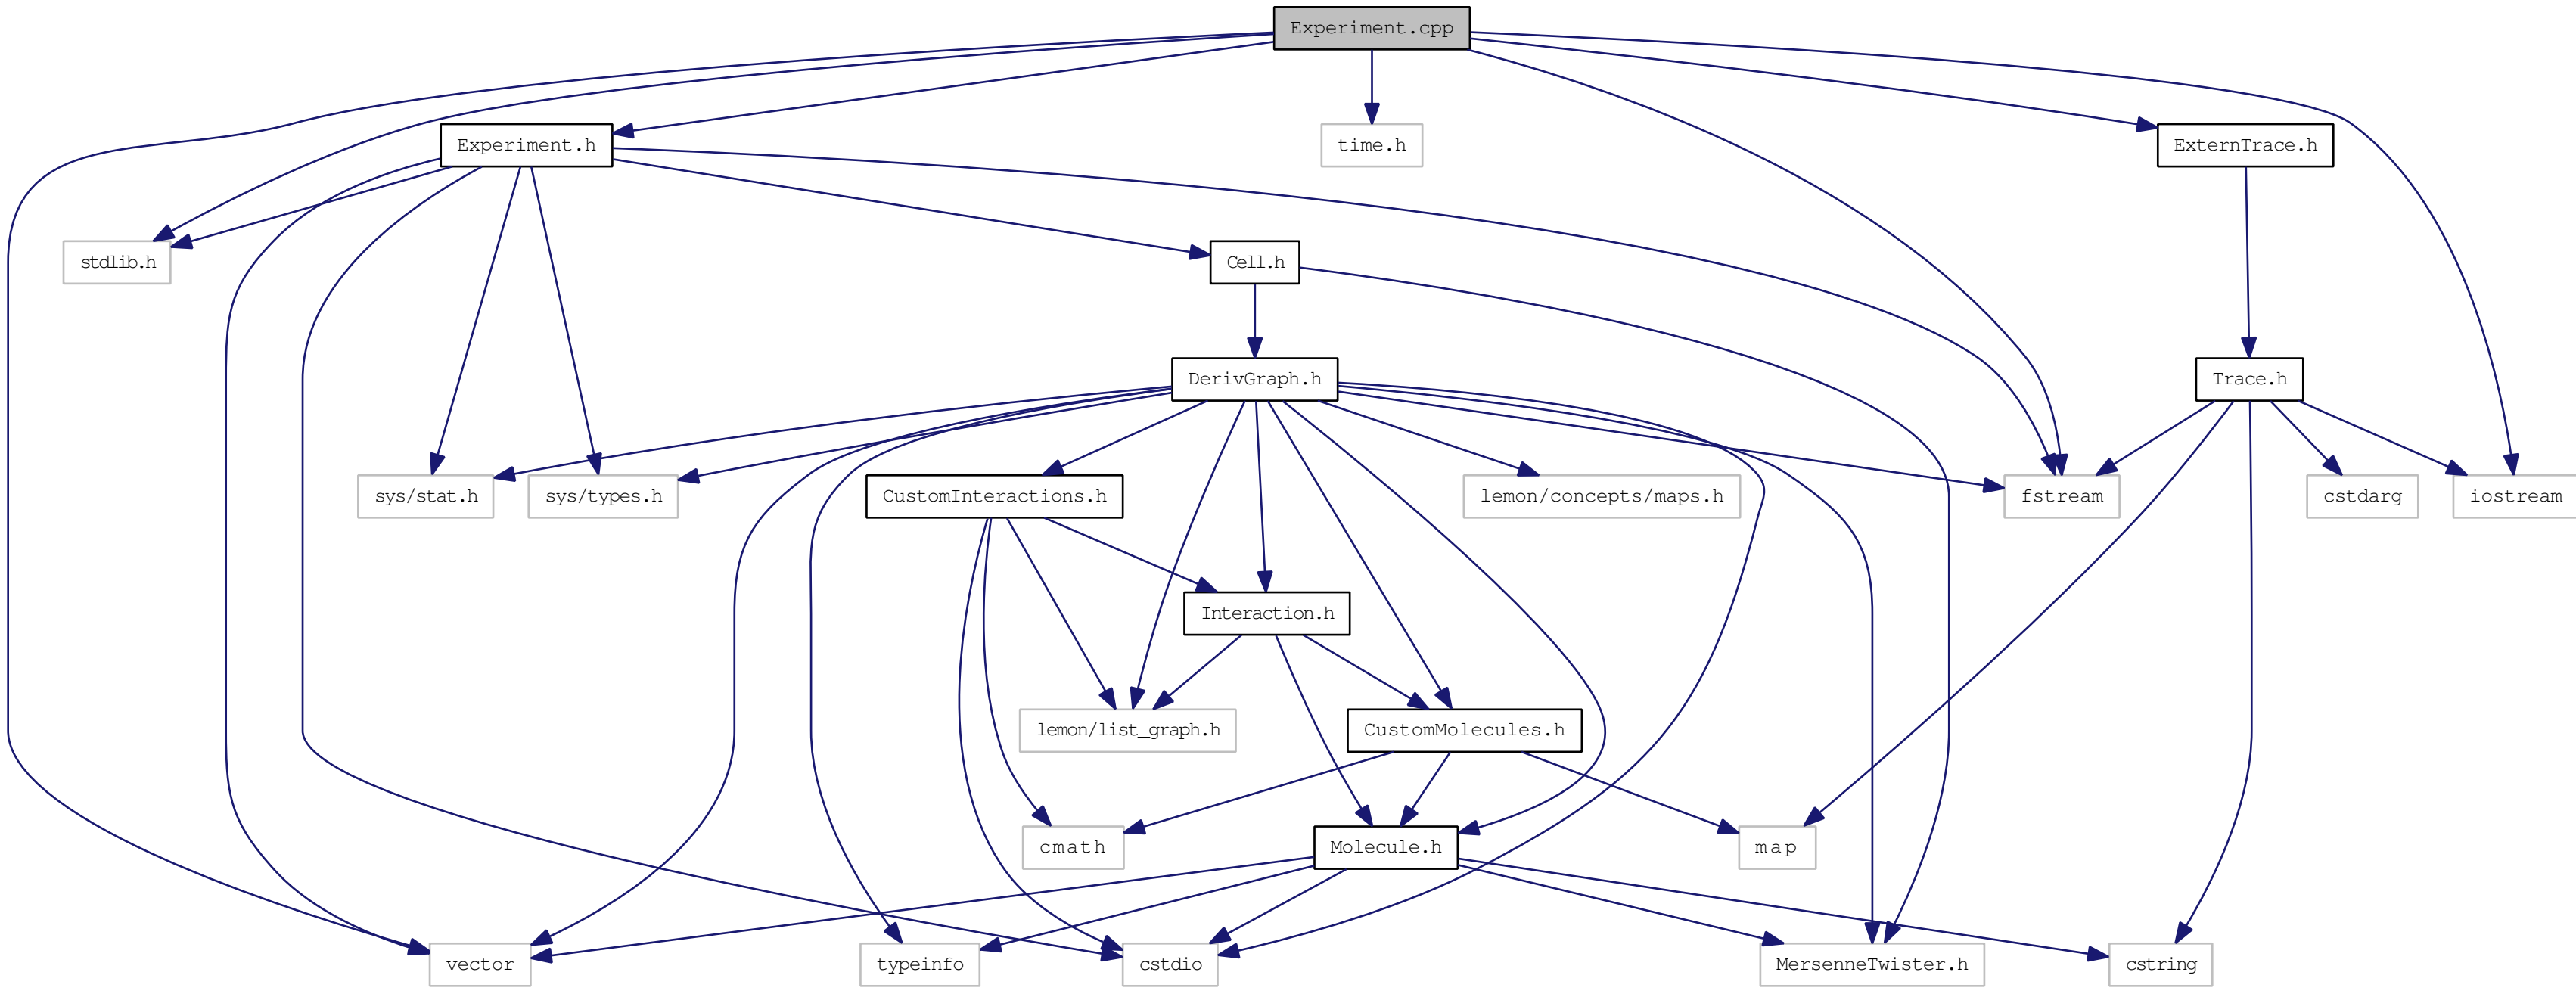 Experiment.cpp
Experiment.h
time.h
ExternTrace.h
stdlib.h
Cell.h
DerivGraph.h
Trace.h
sys/stat.h
sys/types.h
CustomInteractions.h
lemon/concepts/maps.h
fstream
cstdarg
iostream
Interaction.h
lemon/list_graph.h
CustomMolecules.h
cmath
Molecule.h
map
vector
typeinfo
cstdio
MersenneTwister.h
cstring